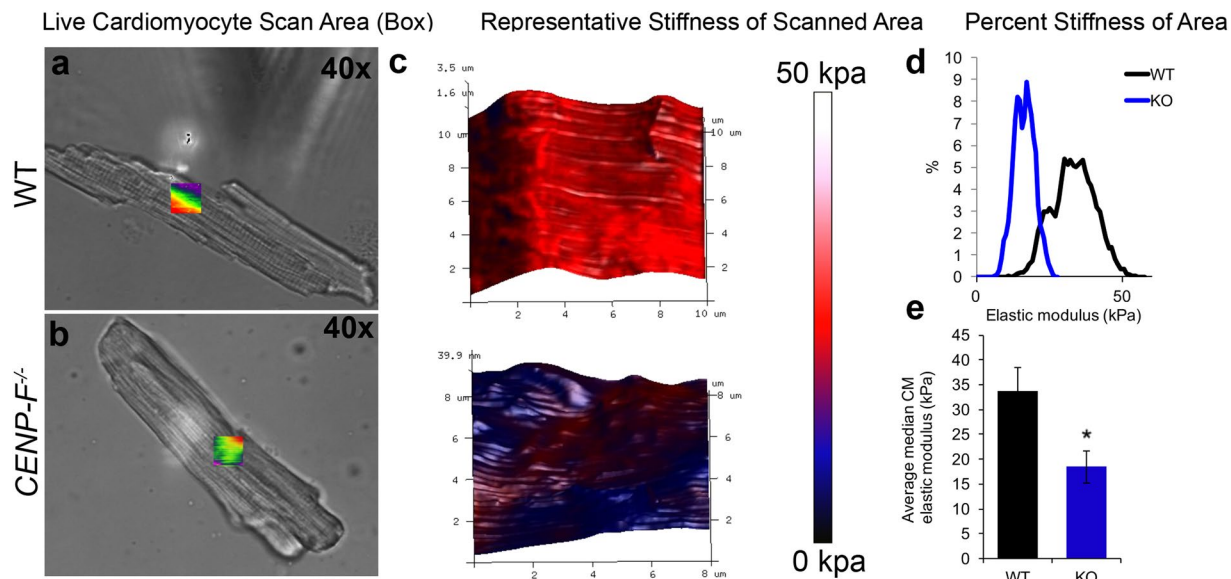 Live Cardiomyocyte Scan Area (Box)
Representative Stiffness of Scanned Area
Percent Stiffness of Area
a
40x
WT
b
40x
CENP-F-/-
c
3.5 um
1.6 um
10 um
8
6
4
2
um
10
8
6
4
2
2
4
6
8
um
10
39.9 nm
8 um
6
4
2
um
8
6
4
2
2
4
6
um
8
50 kpa
0 kpa
d
WT
KO
10
9
8
7
6
5
4
3
2
1
0
%
0
50
Elastic modulus (kPa)
e
45
40
35
30
25
20
15
10
5
0
Average median CM
elastic modulus (kPa)
*
WT
KO